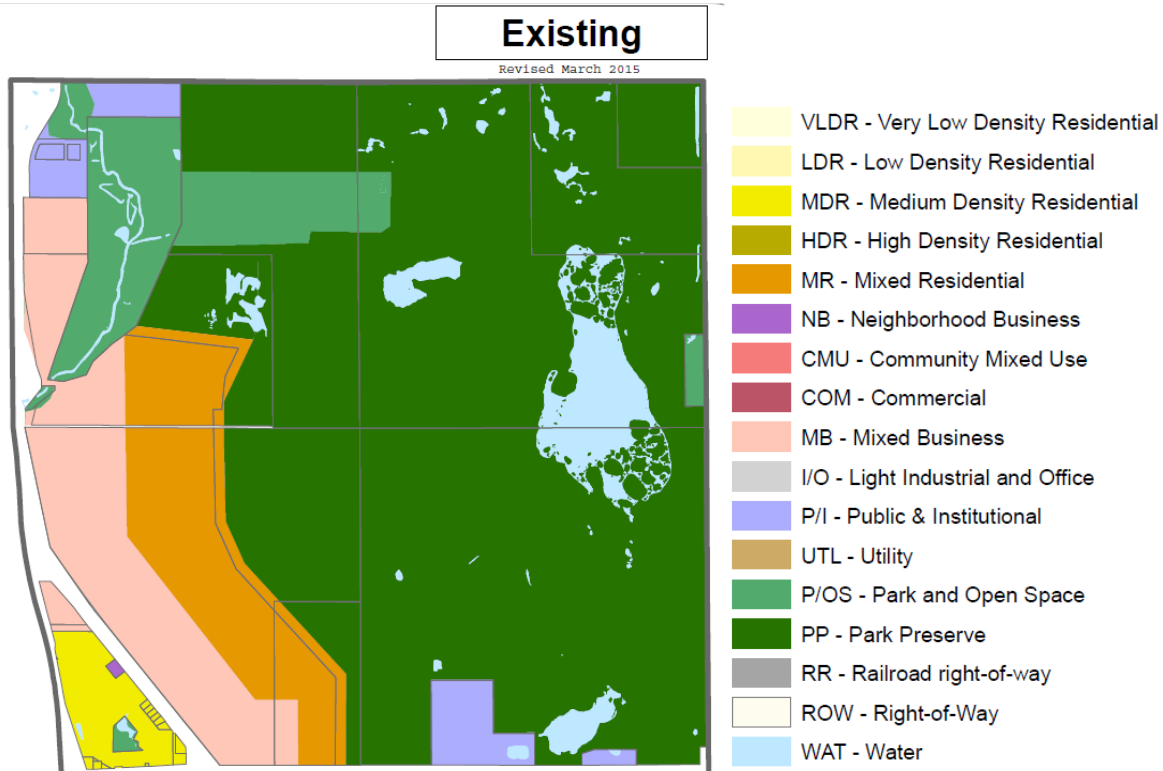 Existing
Revised March 2015
VLDR - Very Low Density Residential
LDR - Low Density Residential
MDR - Medium Density Residential
HDR - High Density Residential
MR - Mixed Residential
NB - Neighborhood Business
CMU - Community Mixed Use
COM - Commercial
MB - Mixed Business
I/O - Light Industrial and Office
P/I - Public & Institutional
UTL - Utility
P/OS - Park and Open Space
PP - Park Preserve
RR - Railroad right-of-way
ROW - Right-of-Way
WAT - Water